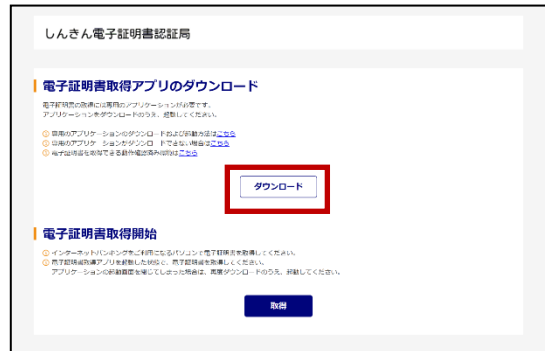 しんきん電子証明書認証局
電子証明書取得アプリのダウンロード
電子証明書の取得には専用のアプリケーションが必要です。
アプリケーションをダウンロードのうえ、起動してください。
専用のアプリケーションのダウンロードおよび起動方法はこちら
専用のアプリケーションがダウンロードできない場合はこちら
電子証明書を取得できる動作確認済み環境はこちら
ダウンロード
電子証明書取得開始
インターネットバンキングをご利用になるパソコンで電子証明書を取得してください。
電子証明書取得アプリを起動した状態で、電子証明書を取得してください。
アプリケーションの起動画面を閉じてしまった場合は、再度ダウンロードのうえ、起動してください。
取得